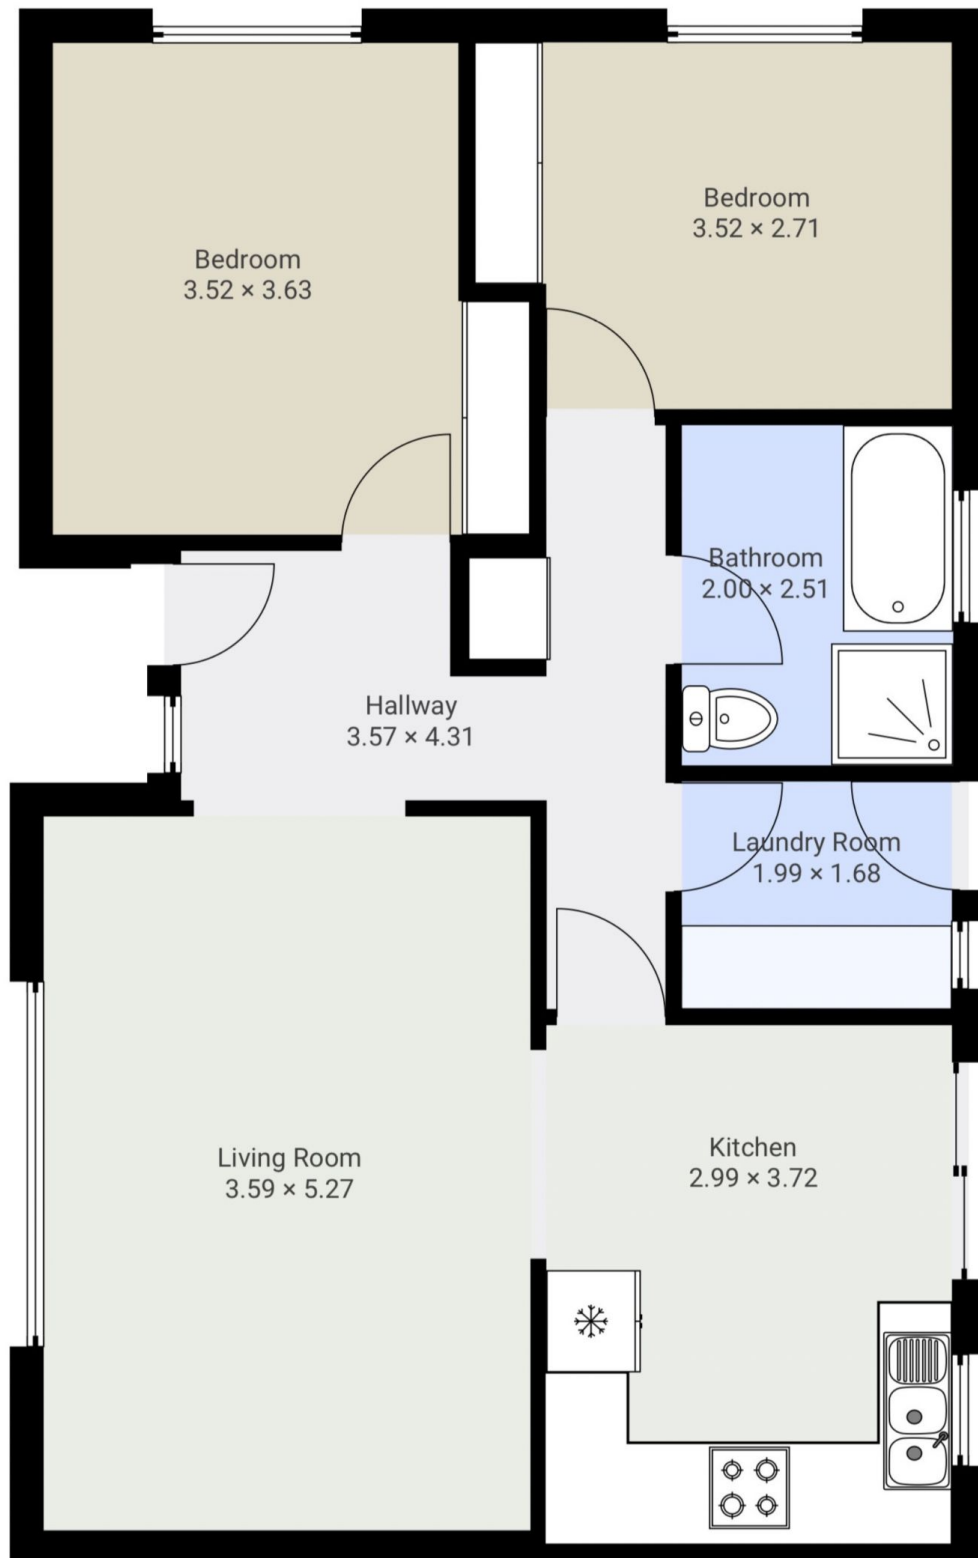 Bedroom
3.52 × 3.63
Bedroom
3.52 × 2.71
Bathroom
2.00 × 2.51
Hallway
3.57 × 4.31
Laundry Room
1.99 × 1.68
Living Room
3.59 × 5.27
Kitchen
2.99 × 3.72